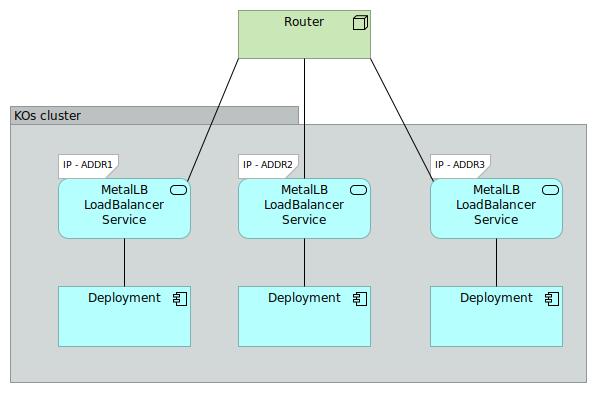 Router
KOs cluster
IP - ADDR1
IP - ADDR2
IP - ADDR3
MetalLB
LoadBalancer
Service
MetalLB
LoadBalancer
Service
MetalLB
LoadBalancer
Service
Deployment
Deployment
Deployment